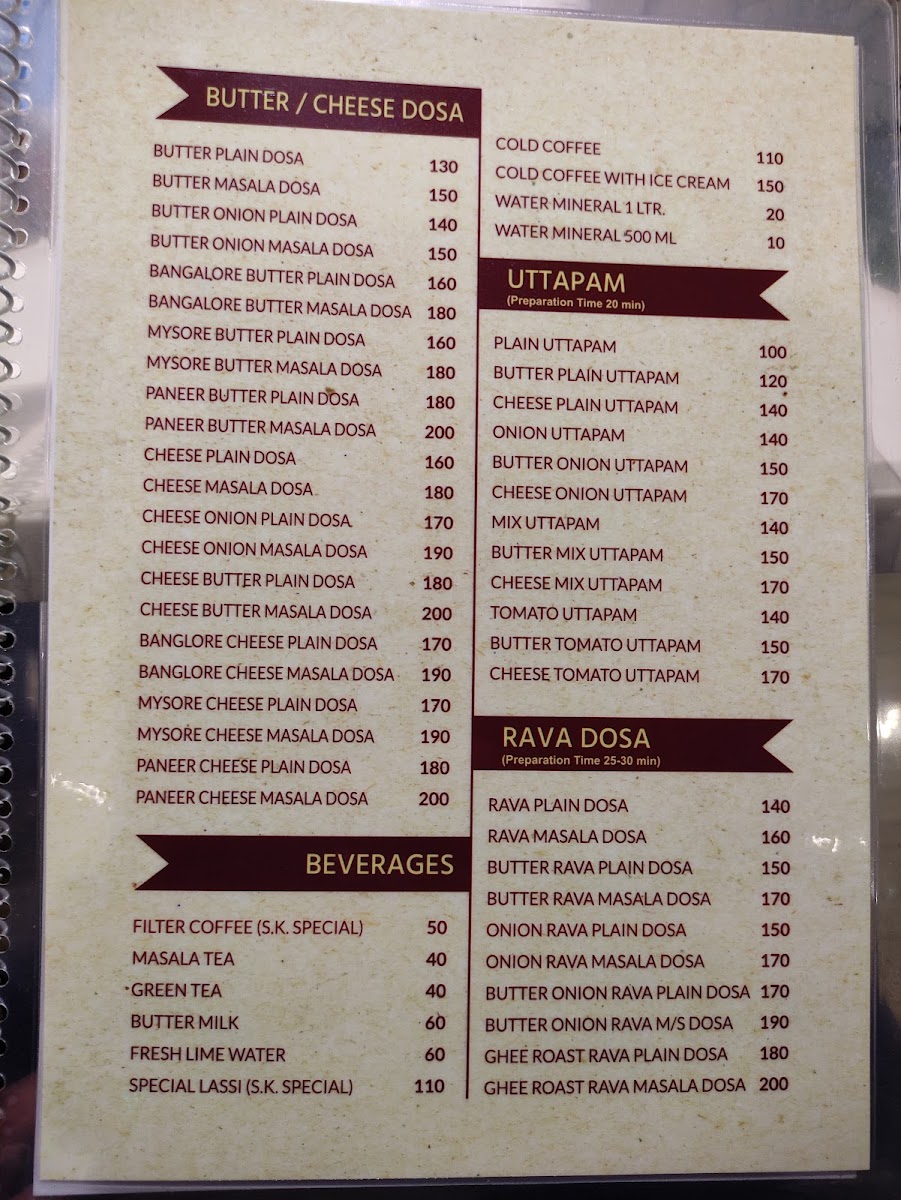 BUTTER / CHEESE DOSA
BUTTER PLAIN DOSA 130
BUTTER MASALA DOSA 150
BUTTER ONION PLAIN DOSA 140
BUTTER ONION MASALA DOSA 150
BANGALORE BUTTER PLAIN DOSA 160
BANGALORE BUTTER MASALA DOSA 180
MYSORE BUTTER PLAIN DOSA 160
MYSORE BUTTER MASALA DOSA 180
PANEER BUTTER PLAIN DOSA 180
PANEER BUTTER MASALA DOSA 200
CHEESE PLAIN DOSA 160
CHEESE MASALA DOSA 180
CHEESE ONION PLAIN DOSA 170
CHEESE ONION MASALA DOSA 190
CHEESE BUTTER PLAIN DOSA 180
CHEESE BUTTER MASALA DOSA 200
BANGLORE CHEESE PLAIN DOSA 170
BANGLORE CHEESE MASALA DOSA 190
MYSORE CHEESE PLAIN DOSA 170
MYSORE CHEESE MASALA DOSA 190
PANEER CHEESE PLAIN DOSA 180
PANEER CHEESE MASALA DOSA 200
BEVERAGES
FILTER COFFEE (S.K. SPECIAL) 50
MASALA TEA 40
GREEN TEA 40
BUTTER MILK 60
FRESH LIME WATER 60
SPECIAL LASSI (S.K. SPECIAL) 110
COLD COFFEE 110
COLD COFFEE WITH ICE CREAM 150
WATER MINERAL 1 LTR. 20
WATER MINERAL 500 ML 10
UTTAPAM
(Preparation Time 20 min)
PLAIN UTTAPAM 100
BUTTER PLAIN UTTAPAM 120
CHEESE PLAIN UTTAPAM 140
ONION UTTAPAM 140
BUTTER ONION UTTAPAM 150
CHEESE ONION UTTAPAM 170
MIX UTTAPAM 140
BUTTER MIX UTTAPAM 150
CHEESE MIX UTTAPAM 170
TOMATO UTTAPAM 140
BUTTER TOMATO UTTAPAM 150
CHEESE TOMATO UTTAPAM 170
RAVA DOSA
(Preparation Time 25-30 min)
RAVA PLAIN DOSA 140
RAVA MASALA DOSA 160
BUTTER RAVA PLAIN DOSA 150
BUTTER RAVA MASALA DOSA 170
ONION RAVA PLAIN DOSA 150
ONION RAVA MASALA DOSA 170
BUTTER ONION RAVA PLAIN DOSA 170
BUTTER ONION RAVA M/S DOSA 190
GHEE ROAST RAVA PLAIN DOSA 180
GHEE ROAST RAVA MASALA DOSA 200